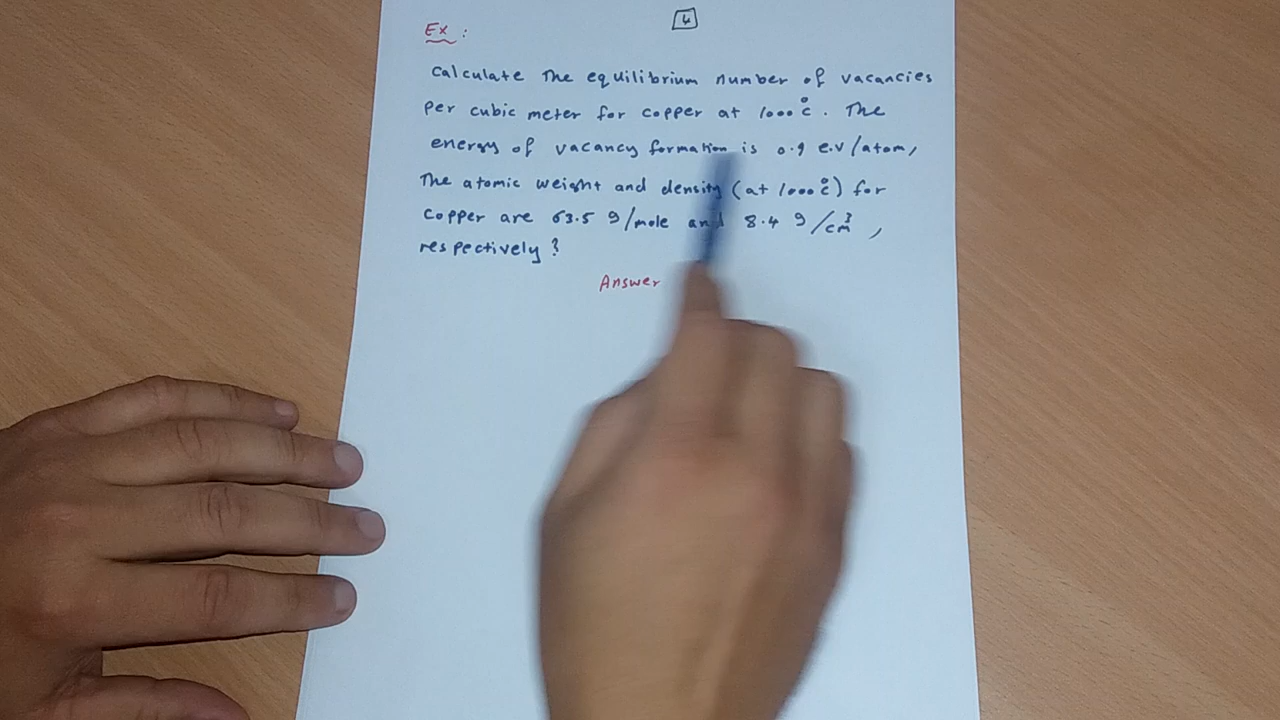 4
Ex :
Calculate The equilibrium number of vacancies
per cubic meter for copper at 1000 °C. The
energy of vacancy formation is 0.9 e.v/atom,
The atomic weight and density (at 1000 °C) for
Copper are 63.5 g/mole and 8.4 g/cm³,
respectively?
Answer